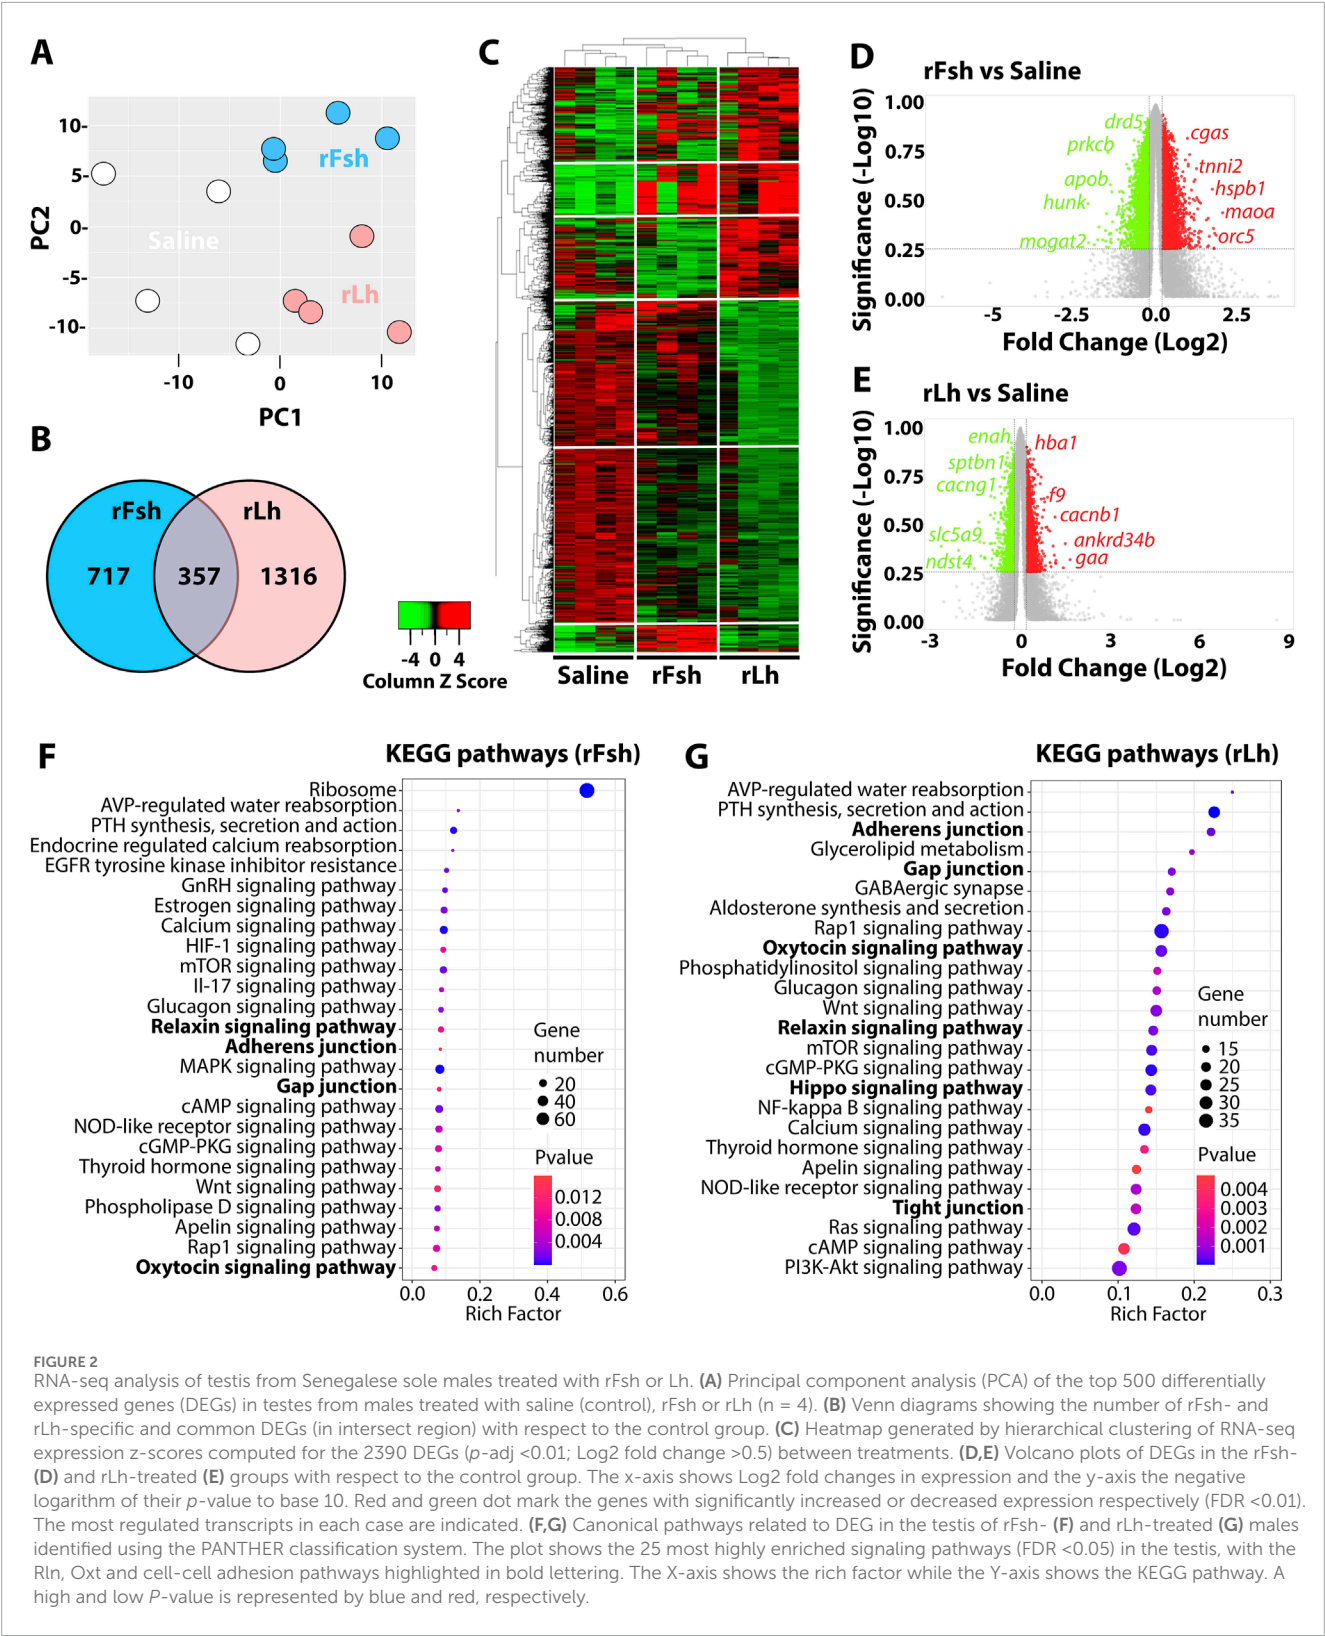 A
10-
5-
0-
-5-
-10-
PC2
rFsh
Saline
rLh
-10
0
10
PC1
B
rFsh
rLh
717
357
1316
C
-4 0 4
Column Z Score
Saline
rFsh
rLh
D
rFsh vs Saline
Significance (-Log10)
1.00
0.75
0.50
0.25
0.00
drd5
prkcb
apob
hunk
mogat2
cgas
tnni2
hspb1
maoa
orc5
-5
-2.5
0.0
2.5
Fold Change (Log2)
E
rLh vs Saline
Significance (-Log10)
1.00
0.75
0.50
0.25
0.00
enah
sptbn1
cacng1
slc5a9
ndst4
hba1
f9
cacnb1
ankrd34b
gaa
-3
0
3
6
9
Fold Change (Log2)
F
KEGG pathways (rFsh)
Ribosome
AVP-regulated water reabsorption
PTH synthesis, secretion and action
Endocrine regulated calcium reabsorption
EGFR tyrosine kinase inhibitor resistance
GnRH signaling pathway
Estrogen signaling pathway
Calcium signaling pathway
HIF-1 signaling pathway
mTOR signaling pathway
Il-17 signaling pathway
Glucagon signaling pathway
Relaxin signaling pathway
Adherens junction
MAPK signaling pathway
Gap junction
cAMP signaling pathway
NOD-like receptor signaling pathway
cGMP-PKG signaling pathway
Thyroid hormone signaling pathway
Wnt signaling pathway
Phospholipase D signaling pathway
Apelin signaling pathway
Rap1 signaling pathway
Oxytocin signaling pathway
Gene
number
20
40
60
Pvalue
0.012
0.008
0.004
0.0
0.2
0.4
0.6
Rich Factor
G
KEGG pathways (rLh)
AVP-regulated water reabsorption
PTH synthesis, secretion and action
Adherens junction
Glycerolipid metabolism
Gap junction
GABAergic synapse
Aldosterone synthesis and secretion
Rap1 signaling pathway
Oxytocin signaling pathway
Phosphatidylinositol signaling pathway
Glucagon signaling pathway
Wnt signaling pathway
Relaxin signaling pathway
mTOR signaling pathway
cGMP-PKG signaling pathway
Hippo signaling pathway
NF-kappa B signaling pathway
Calcium signaling pathway
Thyroid hormone signaling pathway
Apelin signaling pathway
NOD-like receptor signaling pathway
Tight junction
Ras signaling pathway
cAMP signaling pathway
PI3K-Akt signaling pathway
Gene
number
15
20
25
30
35
Pvalue
0.004
0.003
0.002
0.001
0.0
0.1
0.2
0.3
Rich Factor
FIGURE 2
RNA-seq analysis of testis from Senegalese sole males treated with rFsh or Lh. (A) Principal component analysis (PCA) of the top 500 differentially
expressed genes (DEGs) in testes from males treated with saline (control), rFsh or rLh (n = 4). (B) Venn diagrams showing the number of rFsh- and
rLh-specific and common DEGs (in intersect region) with respect to the control group. (C) Heatmap generated by hierarchical clustering of RNA-seq
expression z-scores computed for the 2390 DEGs (p-adj <0.01; Log2 fold change >0.5) between treatments. (D,E) Volcano plots of DEGs in the rFsh-
(D) and rLh-treated (E) groups with respect to the control group. The x-axis shows Log2 fold changes in expression and the y-axis the negative
logarithm of their p-value to base 10. Red and green dot mark the genes with significantly increased or decreased expression respectively (FDR <0.01).
The most regulated transcripts in each case are indicated. (F,G) Canonical pathways related to DEG in the testis of rFsh- (F) and rLh-treated (G) males
identified using the PANTHER classification system. The plot shows the 25 most highly enriched signaling pathways (FDR <0.05) in the testis, with the
Rln, Oxt and cell-cell adhesion pathways highlighted in bold lettering. The X-axis shows the rich factor while the Y-axis shows the KEGG pathway. A
high and low P-value is represented by blue and red, respectively.